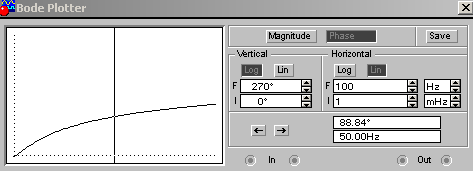 Bode Plotter
Magnitude Phase Save
Vertical Horizontal
Log Lin Log Lin
F 270° F 100 Hz
I 0° I 1 mHz
88.84°
50.00Hz
In Out